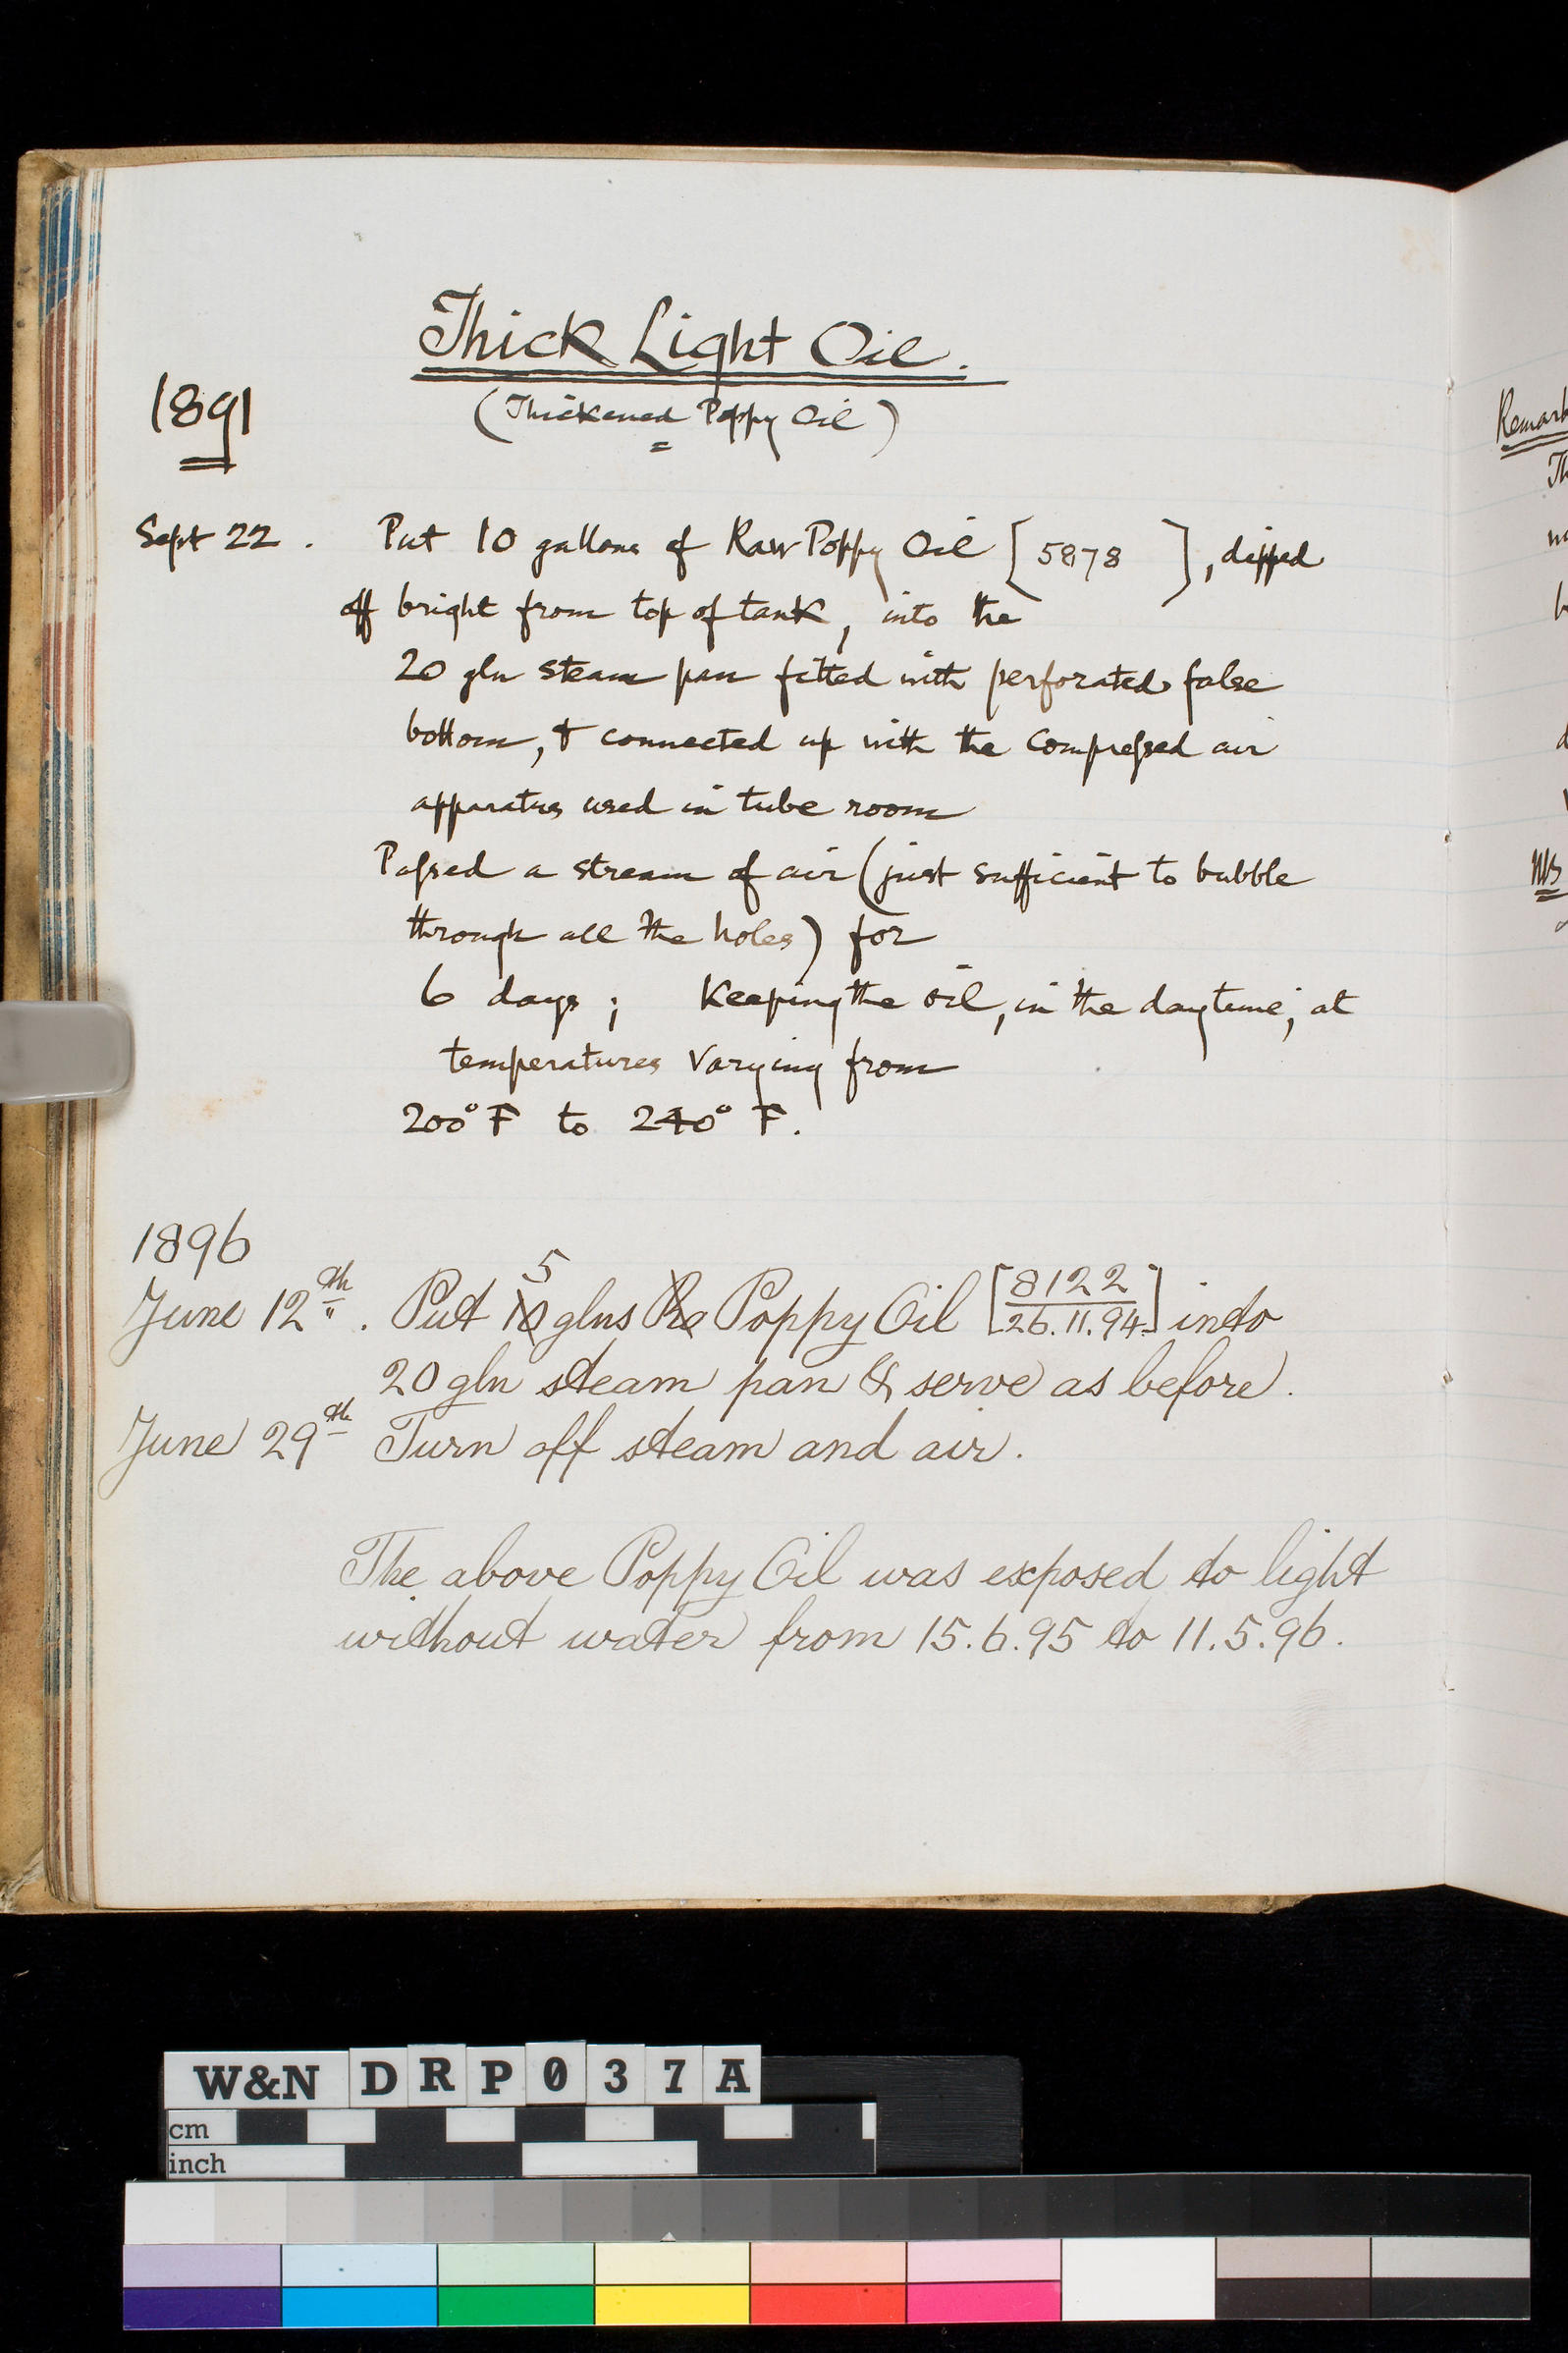 Thick Light Oil.
1891
(Thickened Poppy Oil)
Sept 22. Put 10 gallons of Raw Poppy Oil [5878 ], dipped
off bright from top of tank, into the
20 gln steam pan fitted with perforated false
bottom, & connected up with the compressed air
apparatus used in tube room
Passed a stream of air (just sufficient to bubble
through all the holes) for
6 days; Keeping the oil, in the daytime, at
temperatures varying from
200° F to 240° F.
1896
5
June 12th. Put 10 glns Poppy Oil [8122/26.11.94] into
20 gln steam pan & serve as before.
June 29th Turn off steam and air.
The above Poppy Oil was exposed to light
without water from 15.6.95 to 11.5.96.
Remark
Th
W&N DRP037A
cm
inch